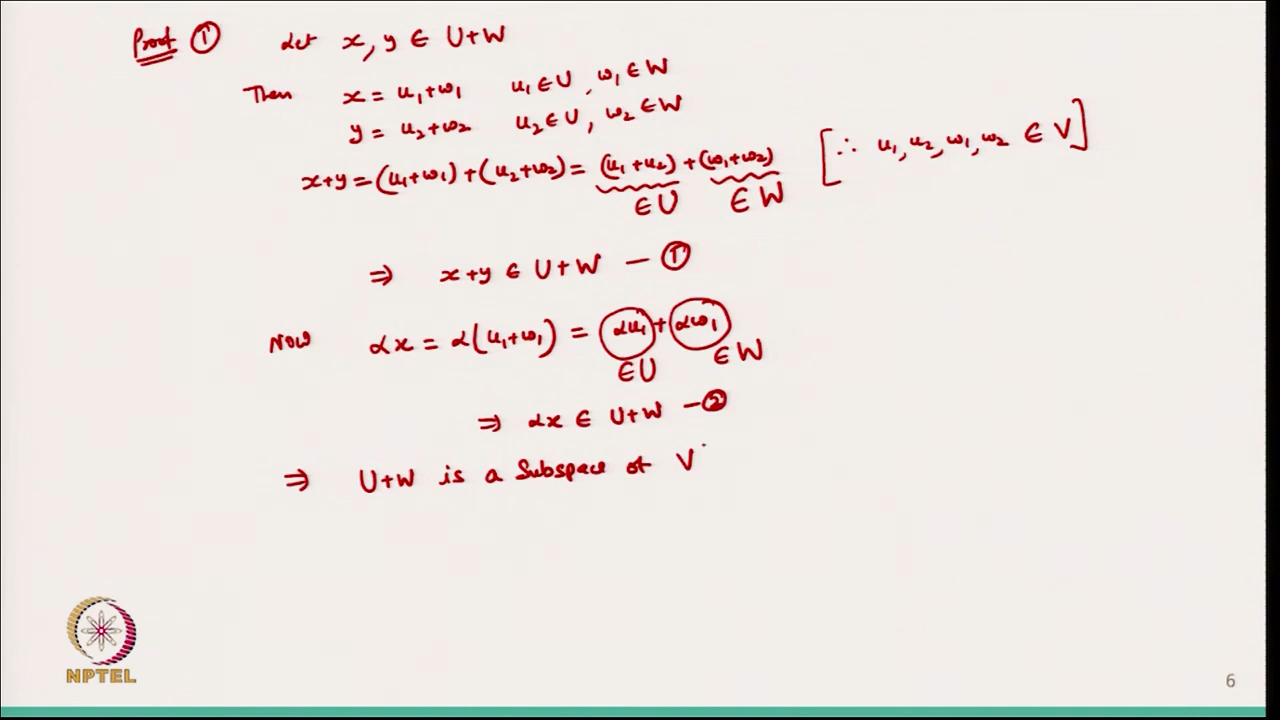 Proof ① Let x, y ∈ U+W
Then x = u₁+w₁ u₁ ∈ U, w₁ ∈ W
y = u₂+w₂ u₂ ∈ U, w₂ ∈ W
x+y = (u₁+w₁) + (u₂+w₂) = (u₁+u₂) + (w₁+w₂) [∴ u₁, u₂, w₁, w₂ ∈ V]
∈ U ∈ W
⇒ x+y ∈ U+W — ①
Now αx = α(u₁+w₁) = αu₁ + αw₁
∈ U ∈ W
⇒ αx ∈ U+W — ②
⇒ U+W is a Subspace of V
NPTEL
6